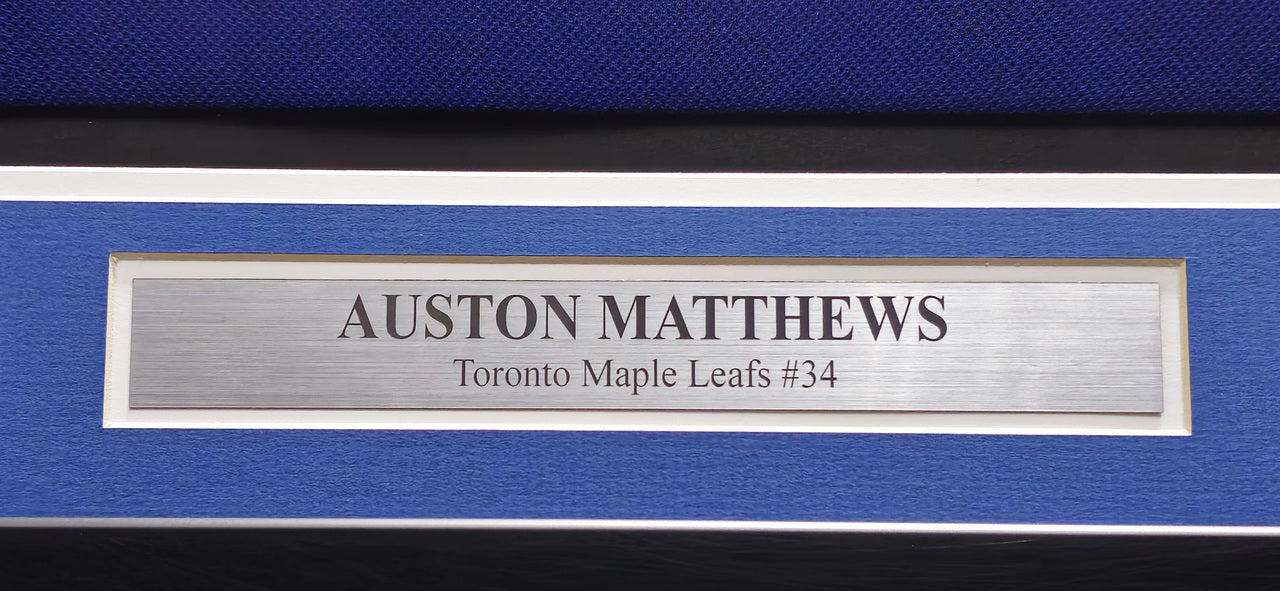 AUSTON MATTHEWS
Toronto Maple Leafs #34